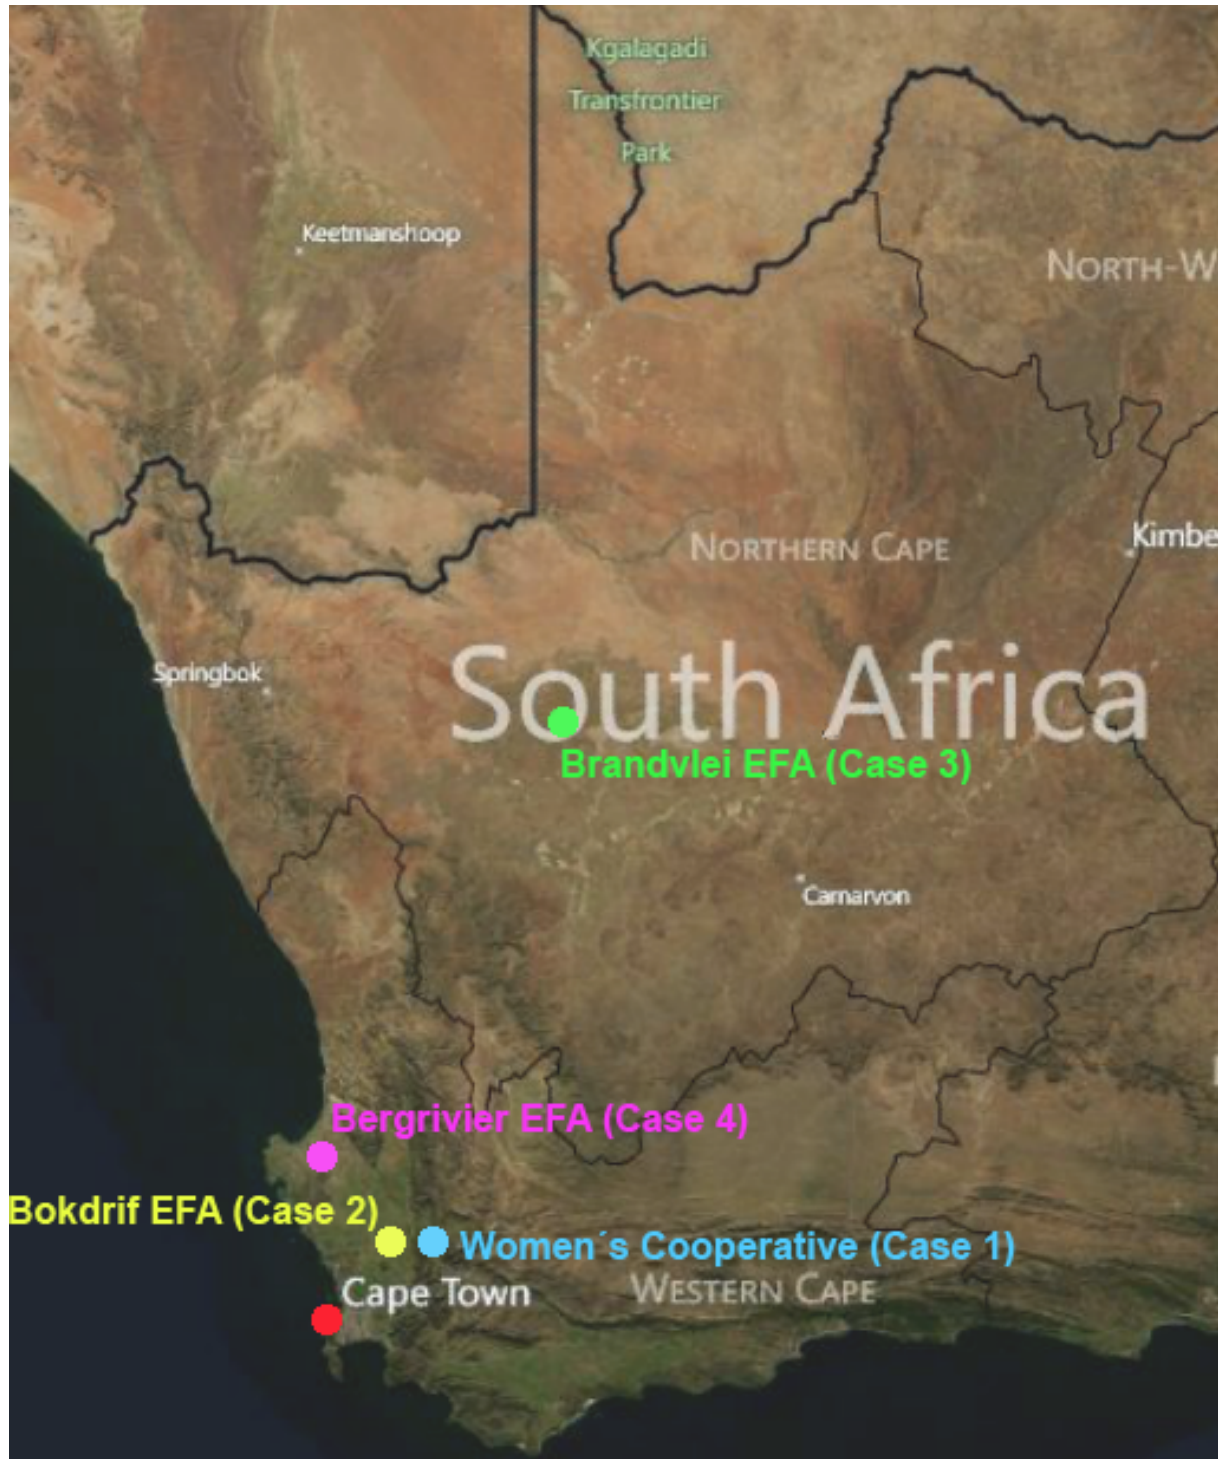 Kgalagadi
Transfrontier
Park
Keetmanshoop
NORTH-W
NORTHERN CAPE
Kimbe
South Africa
Springbok
Brandvlei EFA (Case 3)
Carnarvon
Bergrivier EFA (Case 4)
Bokdrif EFA (Case 2)
Women´s Cooperative (Case 1)
Cape Town
WESTERN CAPE